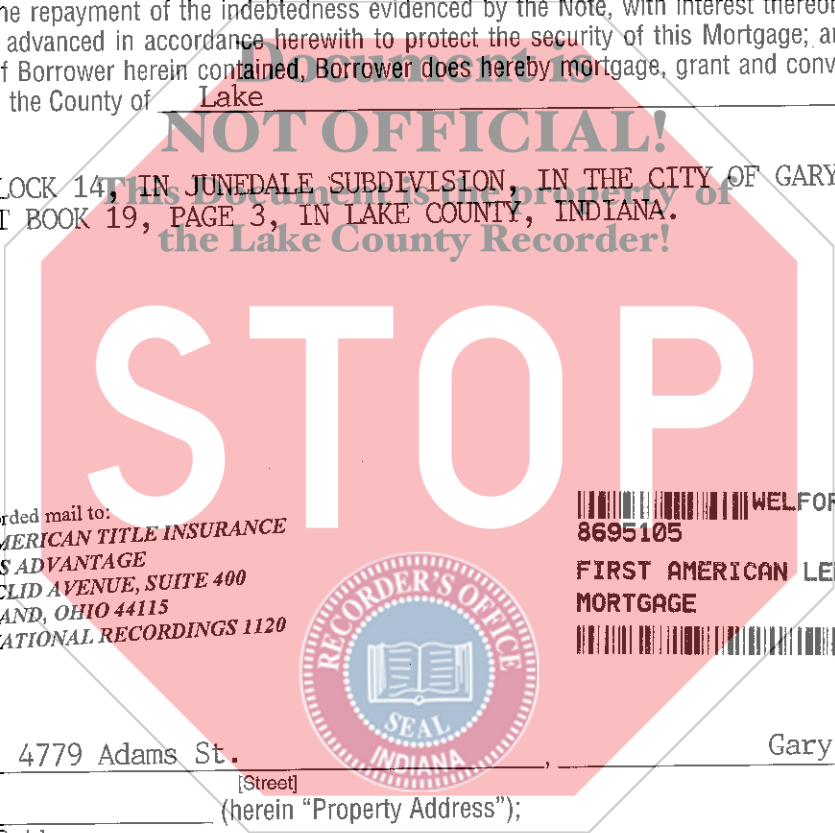 he repayment of the indebtedness evidenced by the Note, with interest thereo
advanced in accordance herewith to protect the security of this Mortgage; a
f Borrower herein contained, Borrower does hereby mortgage, grant and conv
Document is
the County of Lake
NOT OFFICIAL!
LOCK 14, IN JUNEDALE SUBDIVISION, IN THE CITY OF GARY
This Document is the property of
T BOOK 19, PAGE 3, IN LAKE COUNTY, INDIANA.
the Lake County Recorder!
STOP
rded mail to:
MERICAN TITLE INSURANCE
S ADVANTAGE
CLID AVENUE, SUITE 400
AND, OHIO 44115
ATIONAL RECORDINGS 1120
WELFOR
8695105
FIRST AMERICAN LE
MORTGAGE
RECORDER'S OFFICE
SEAL
INDIANA
4779 Adams St. , Gary
[Street]
(herein "Property Address");